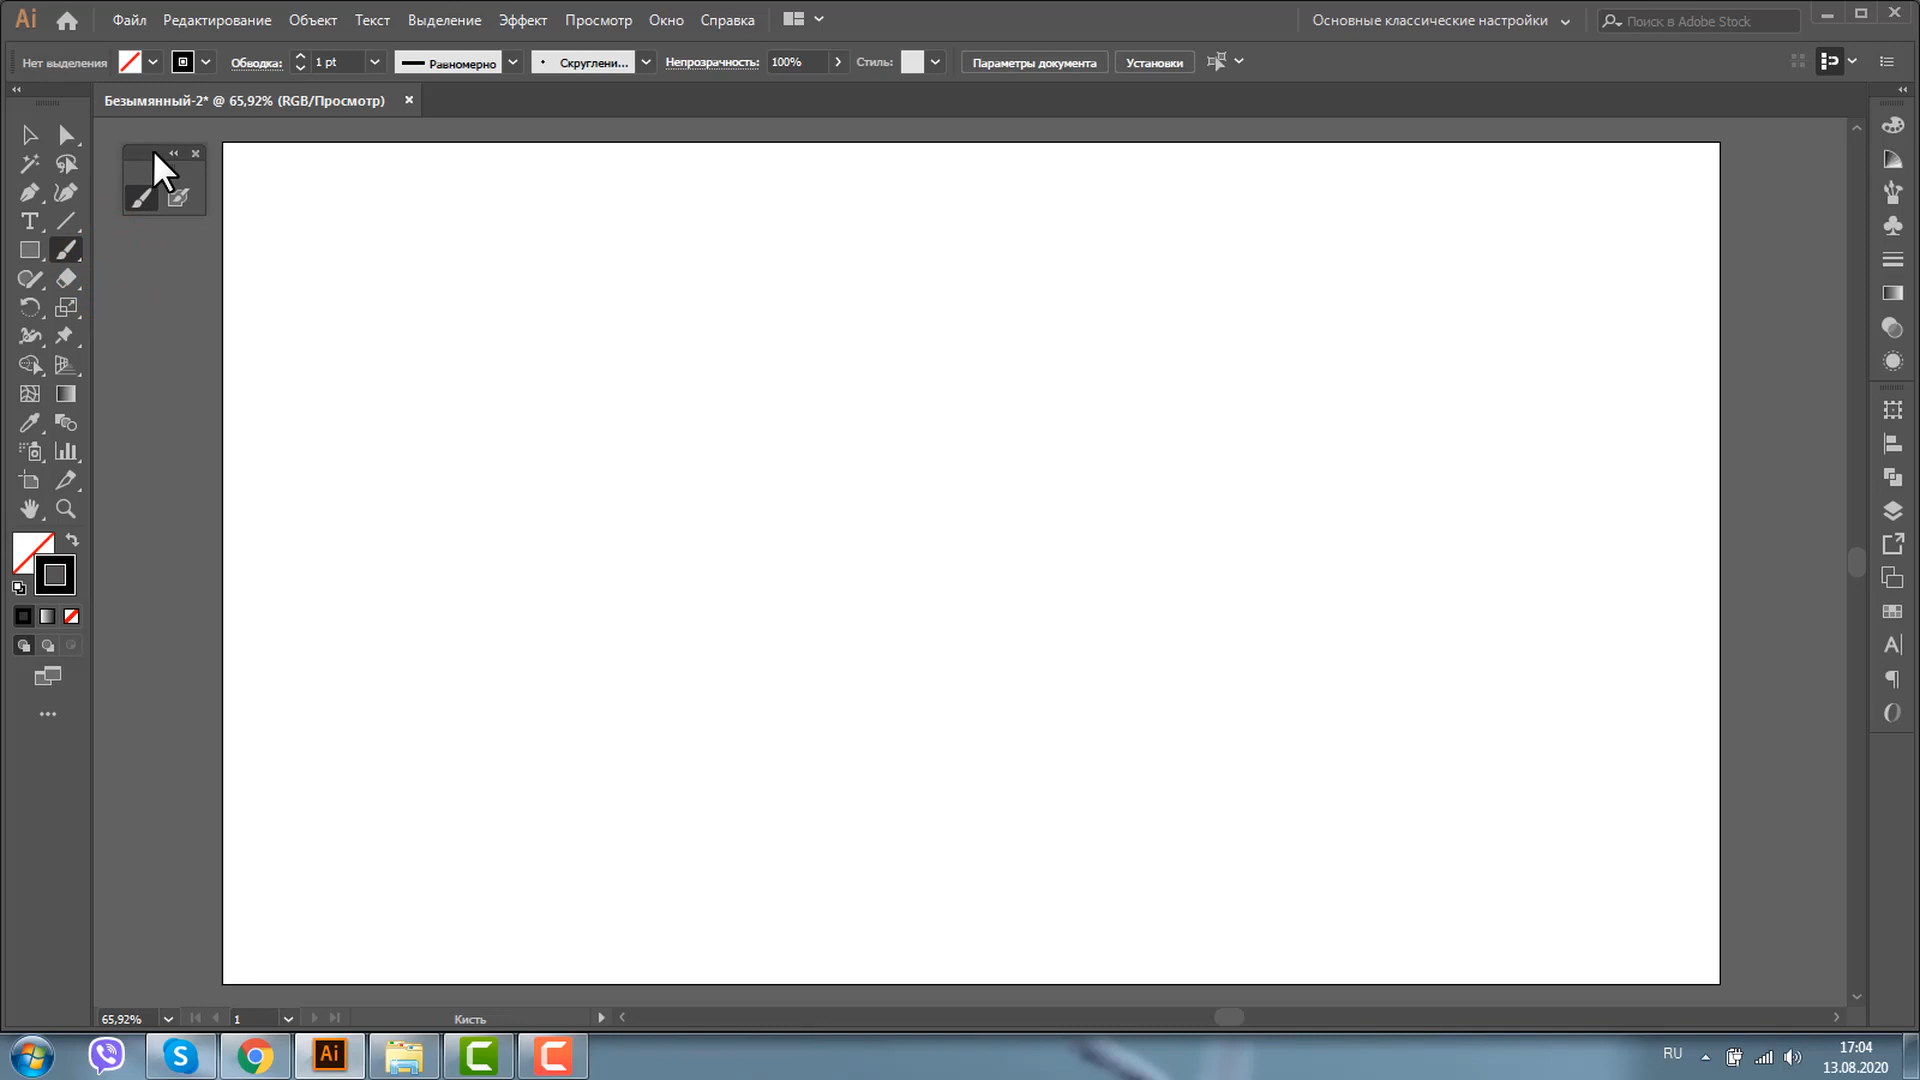 Ai Файл Редактирование Объект Текст Выделение Эффект Просмотр Окно Справка Основные классические настройки Поиск в Adobe Stock
Нет выделения Обводка: 1 pt Равномерно Скруглени... Непрозрачность: 100% Стиль: Параметры документа Установки
Безымянный-2* @ 65,92% (RGB/Просмотр)
65,92% 1 Кисть
RU 17:04
13.08.2020